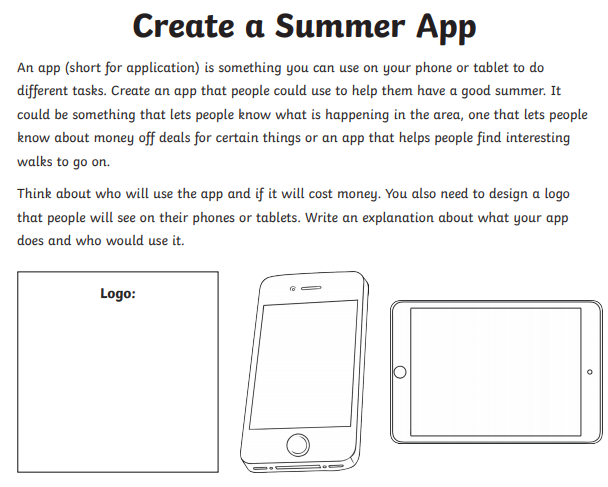 Create a Summer App
An app (short for application) is something you can use on your phone or tablet to do
different tasks. Create an app that people could use to help them have a good summer. It
could be something that lets people know what is happening in the area, one that lets people
know about money off deals for certain things or an app that helps people find interesting
walks to go on.
Think about who will use the app and if it will cost money. You also need to design a logo
that people will see on their phones or tablets. Write an explanation about what your app
does and who would use it.
Logo: